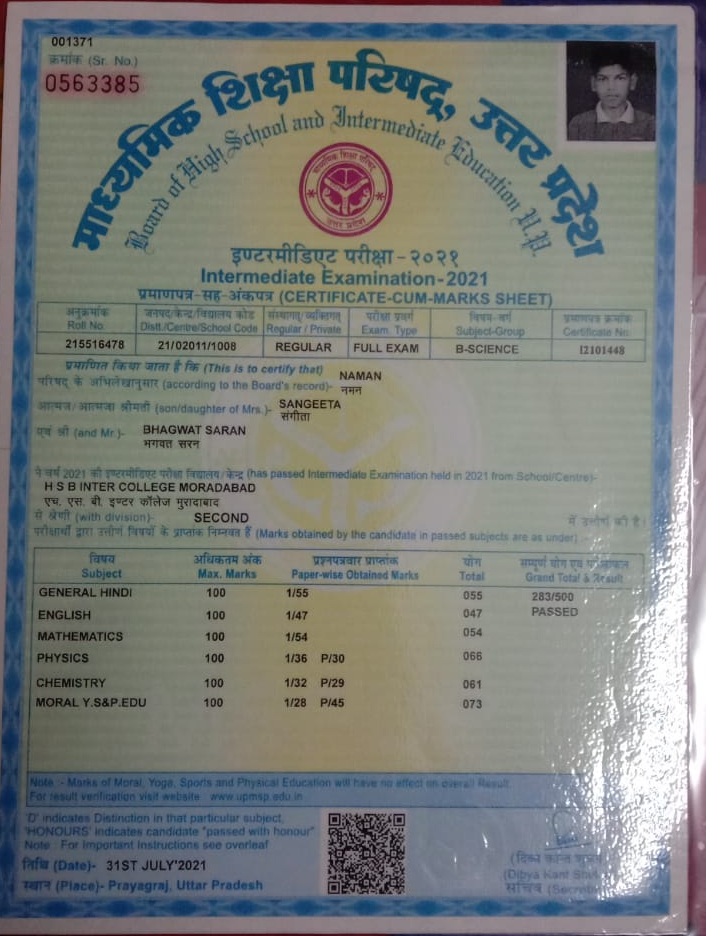 001371
क्रमांक (Sr. No.)
0563385
माध्यमिक शिक्षा परिषद्, उत्तर प्रदेश
Board of High School and Intermediate Education U.P.
माध्यमिक शिक्षा परिषद
उत्तर प्रदेश
इण्टरमीडिएट परीक्षा - २०२१
Intermediate Examination-2021
प्रमाणपत्र-सह-अंकपत्र (CERTIFICATE-CUM-MARKS SHEET)
अनुक्रमांक जनपद/केन्द्र/विद्यालय कोड संस्थागत/व्यक्तिगत परीक्षा प्रवर्ग विषय-वर्ग प्रमाणपत्र क्रमांक
Roll No. Distt./Centre/School Code Regular / Private Exam. Type Subject-Group Certificate No.
215516478 21/02011/1008 REGULAR FULL EXAM B-SCIENCE 12101448
प्रमाणित किया जाता है कि (This is to certify that)
परिषद् के अभिलेखानुसार (according to the Board's record)- NAMAN
नमन
आत्मज/आत्मजा श्रीमती (son/daughter of Mrs.)- SANGEETA
संगीता
एवं श्री (and Mr.)- BHAGWAT SARAN
भगवत सरन
ने वर्ष 2021 की इण्टरमीडिएट परीक्षा विद्यालय/केन्द्र (has passed Intermediate Examination held in 2021 from School/Centre)-
H S B INTER COLLEGE MORADABAD
एच. एस. बी. इण्टर कॉलेज मुरादाबाद
से श्रेणी (with division)- SECOND में उत्तीर्ण की है।
परीक्षार्थी द्वारा उत्तीर्ण विषयों के प्राप्तांक निम्नवत हैं (Marks obtained by the candidate in passed subjects are as under)
विषय अधिकतम अंक प्रश्नपत्रवार प्राप्तांक योग सम्पूर्ण योग एवं
Subject Max. Marks Paper-wise Obtained Marks Total Grand Total & Result
GENERAL HINDI 100 1/55 055 283/500
ENGLISH 100 1/47 047 PASSED
MATHEMATICS 100 1/54 054
PHYSICS 100 1/36 P/30 066
CHEMISTRY 100 1/32 P/29 061
MORAL Y.S&P.EDU 100 1/28 P/45 073
Note :- Marks of Moral, Yoga, Sports and Physical Education will have no effect on overall Result.
For result verification visit website : www.upmsp.edu.in
'D' indicates Distinction in that particular subject,
'HONOURS' indicates candidate "passed with honour"
Note : For Important Instructions see overleaf
तिथि (Date)- 31ST JULY'2021
स्थान (Place)- Prayagraj, Uttar Pradesh
(दिव्य कान्त
(Dibya Kant
सचिव (Secretary)